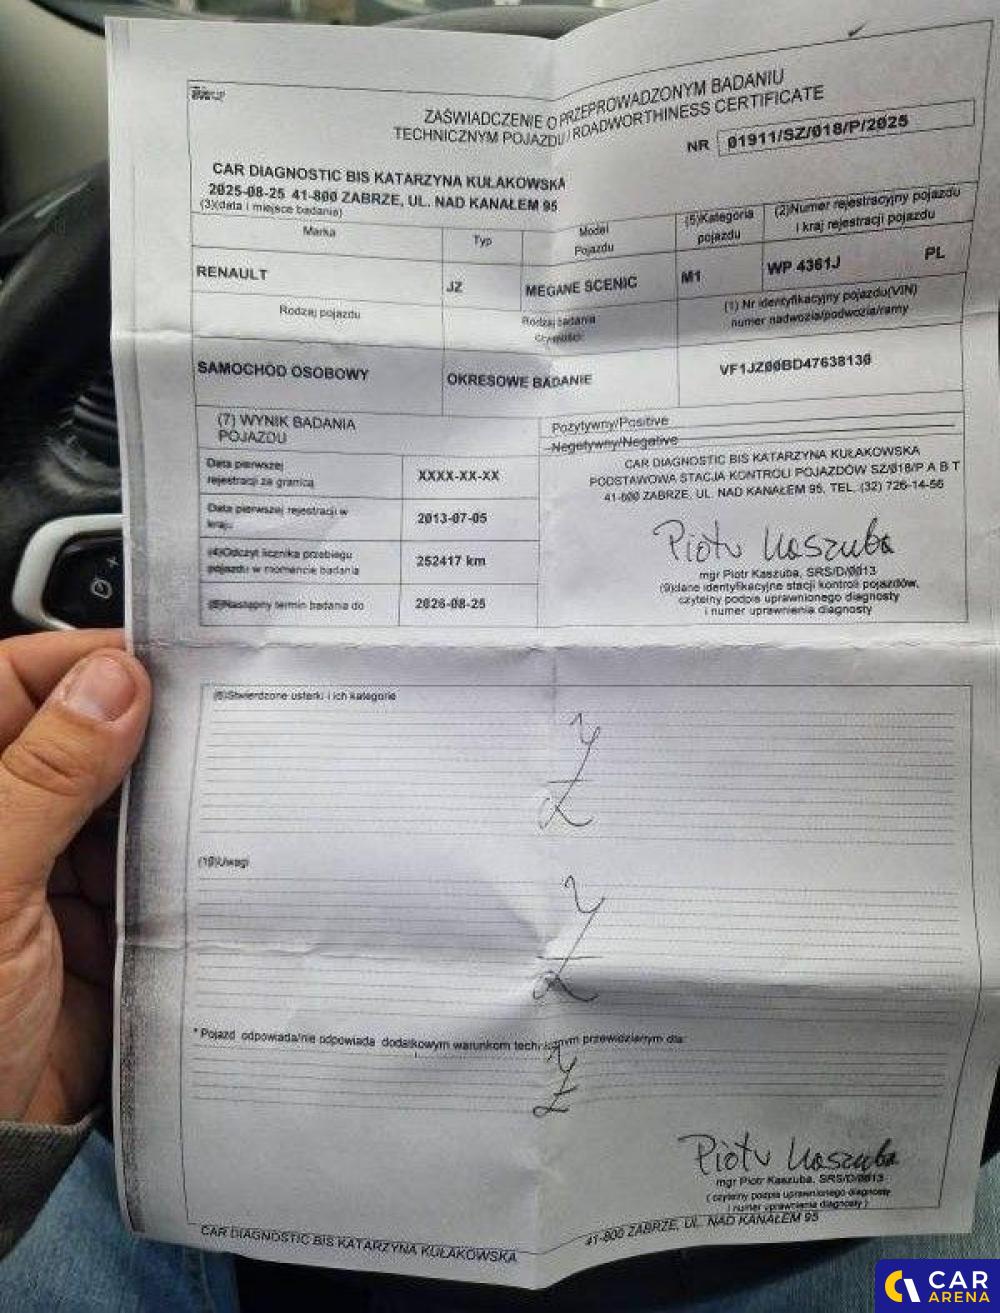 ZAŚWIADCZENIE O PRZEPROWADZONYM BADANIU
TECHNICZNYM POJAZDU / ROADWORTHINESS CERTIFICATE
NR 01911/SZ/018/P/2025
CAR DIAGNOSTIC BIS KATARZYNA KUŁAKOWSKA
2025-08-25 41-800 ZABRZE, UL. NAD KANAŁEM 95
(3)(data i miejsce badania)
Marka
Typ
Model
Pojazdu
(5)Kategoria
pojazdu
(2)Numer rejestracyjny pojazdu
i kraj rejestracji pojazdu
RENAULT
JZ
MEGANE SCENIC
M1
WP 4361J PL
Rodzaj pojazdu
Rodzaj badania
czynności:
(1) Nr identyfikacyjny pojazdu(VIN)
numer nadwozia/podwozia/ramy
SAMOCHÓD OSOBOWY
OKRESOWE BADANIE
VF1JZ00BD47638130
(7) WYNIK BADANIA
POJAZDU
Pozytywny/Positive
Negatywny/Negative
Data pierwszej
rejestracji za granicą
XXXX-XX-XX
Data pierwszej rejestracji w
kraju
2013-07-05
(4)Odczyt licznika przebiegu
pojazdu w momencie badania
252417 km
(8)Następny termin badania do
2026-08-25
CAR DIAGNOSTIC BIS KATARZYNA KUŁAKOWSKA
PODSTAWOWA STACJA KONTROLI POJAZDÓW SZ/018/P A B T
41-800 ZABRZE, UL. NAD KANAŁEM 95, TEL. (32) 726-14-56
Piotr Kaszuba
mgr Piotr Kaszuba, SRS/D/0013
(9)dane identyfikacyjne stacji kontroli pojazdów,
czytelny podpis uprawnionego diagnosty
i numer uprawnienia diagnosty
(6)Stwierdzone usterki i ich kategorie
(10)Uwagi
* Pojazd odpowiada/nie odpowiada dodatkowym warunkom technicznym przewidzianym dla:
Piotr Kaszuba
mgr Piotr Kaszuba, SRS/D/0013
( czytelny podpis uprawnionego diagnosty
i numer uprawnienia diagnosty )
CAR DIAGNOSTIC BIS KATARZYNA KUŁAKOWSKA
41-800 ZABRZE, UL. NAD KANAŁEM 95
CAR
ARENA